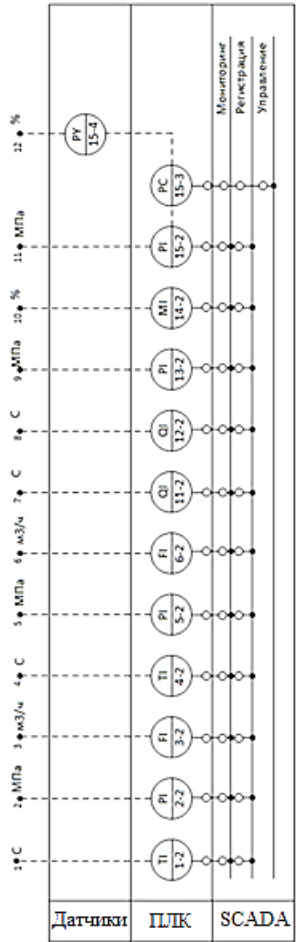 1 C
2 МПа
3 м3/ч
4 C
5 МПа
6 м3/ч
7 C
8 C
9 МПа
10 %
11 МПа
12 %
Датчики
PY
15-4
ПЛК
TI
1-2
PI
2-2
FI
3-2
TI
4-2
PI
5-2
FI
6-2
QI
11-2
QI
12-2
PI
13-2
MI
14-2
PI
15-2
PC
15-3
SCADA
Мониторинг
Регистрация
Управление